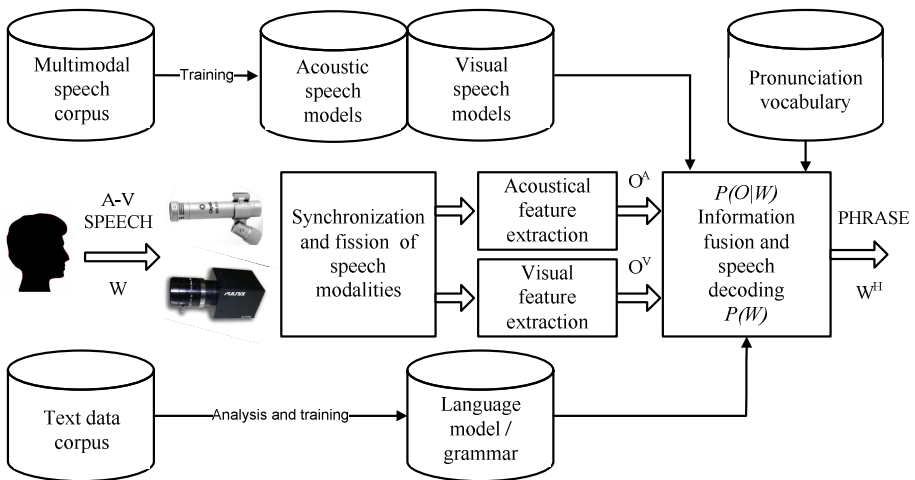 Multimodal
speech
corpus
Training
Acoustic
speech
models
Visual
speech
models
Pronunciation
vocabulary
A-V
SPEECH
W
Synchronization
and fission of
speech
modalities
Acoustical
feature
extraction
O^A
Visual
feature
extraction
O^V
P(O|W)
Information
fusion and
speech
decoding
P(W)
PHRASE
W^H
Text data
corpus
Analysis and training
Language
model /
grammar